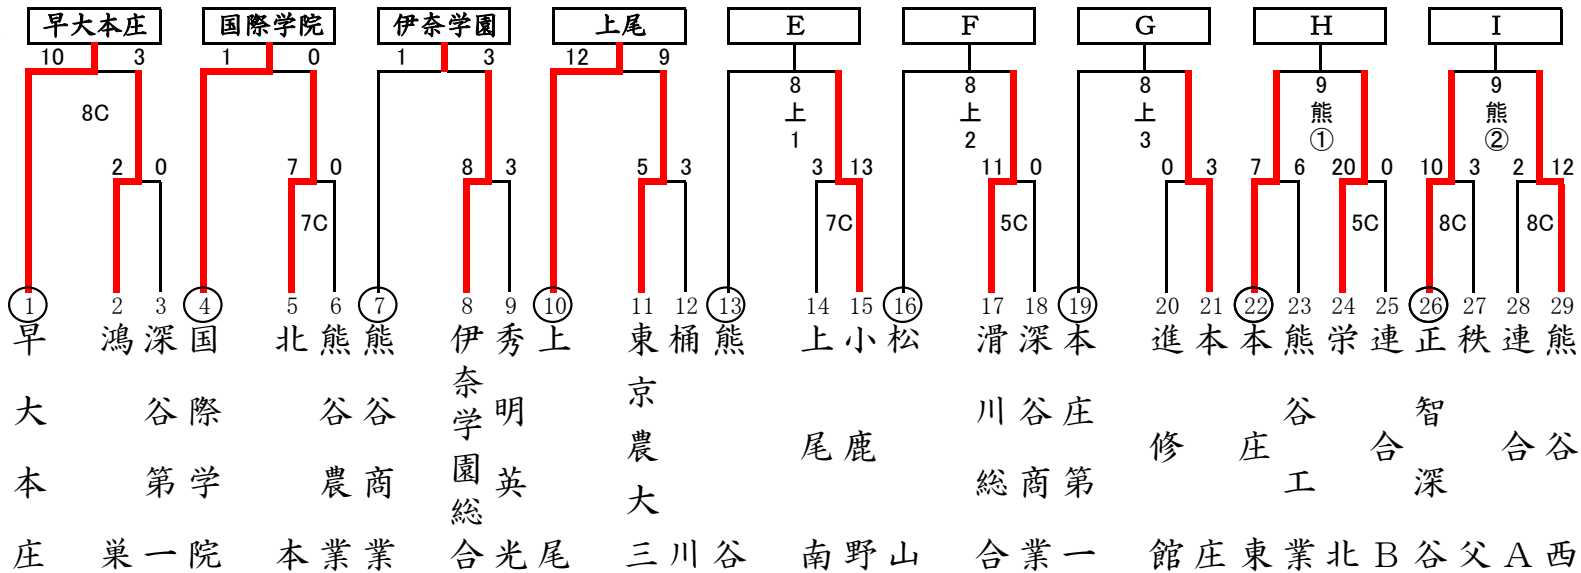 早大本庄 国際学院 伊奈学園 上尾 E F G H I
10 3 1 0 1 3 12 9 8 8 8 9 9
8C 上 上 上 熊 熊
1 2 3 ① ②
2 0 7 0 8 3 5 3 3 13 11 0 0 3 7 6 20 0 10 3 2 12
7C 7C 5C 5C 8C 8C
1 2 3 4 5 6 7 8 9 10 11 12 13 14 15 16 17 18 19 20 21 22 23 24 25 26 27 28 29
早大本庄
鴻巣
深谷第一
国際学院
北本
熊谷農業
熊谷商業
伊奈学園総合
秀明英光
上尾
東京農大三
桶川
熊谷
上尾南
小鹿野
松山
滑川総合
深谷商業
本庄第一
進修館
本庄
本庄東
熊谷工業
栄北
連合B
正智深谷
秩父
連合A
熊谷西